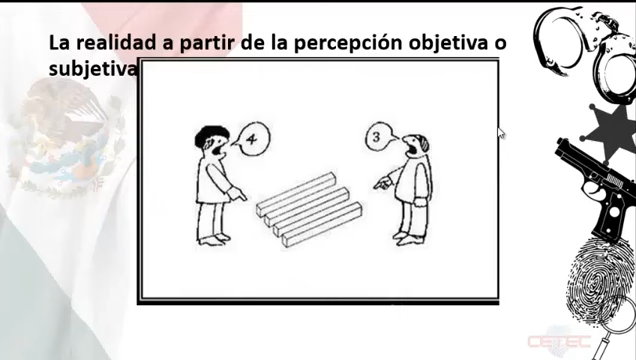 La realidad a partir de la percepción objetiva o
subjetiva
4
3
CETEC